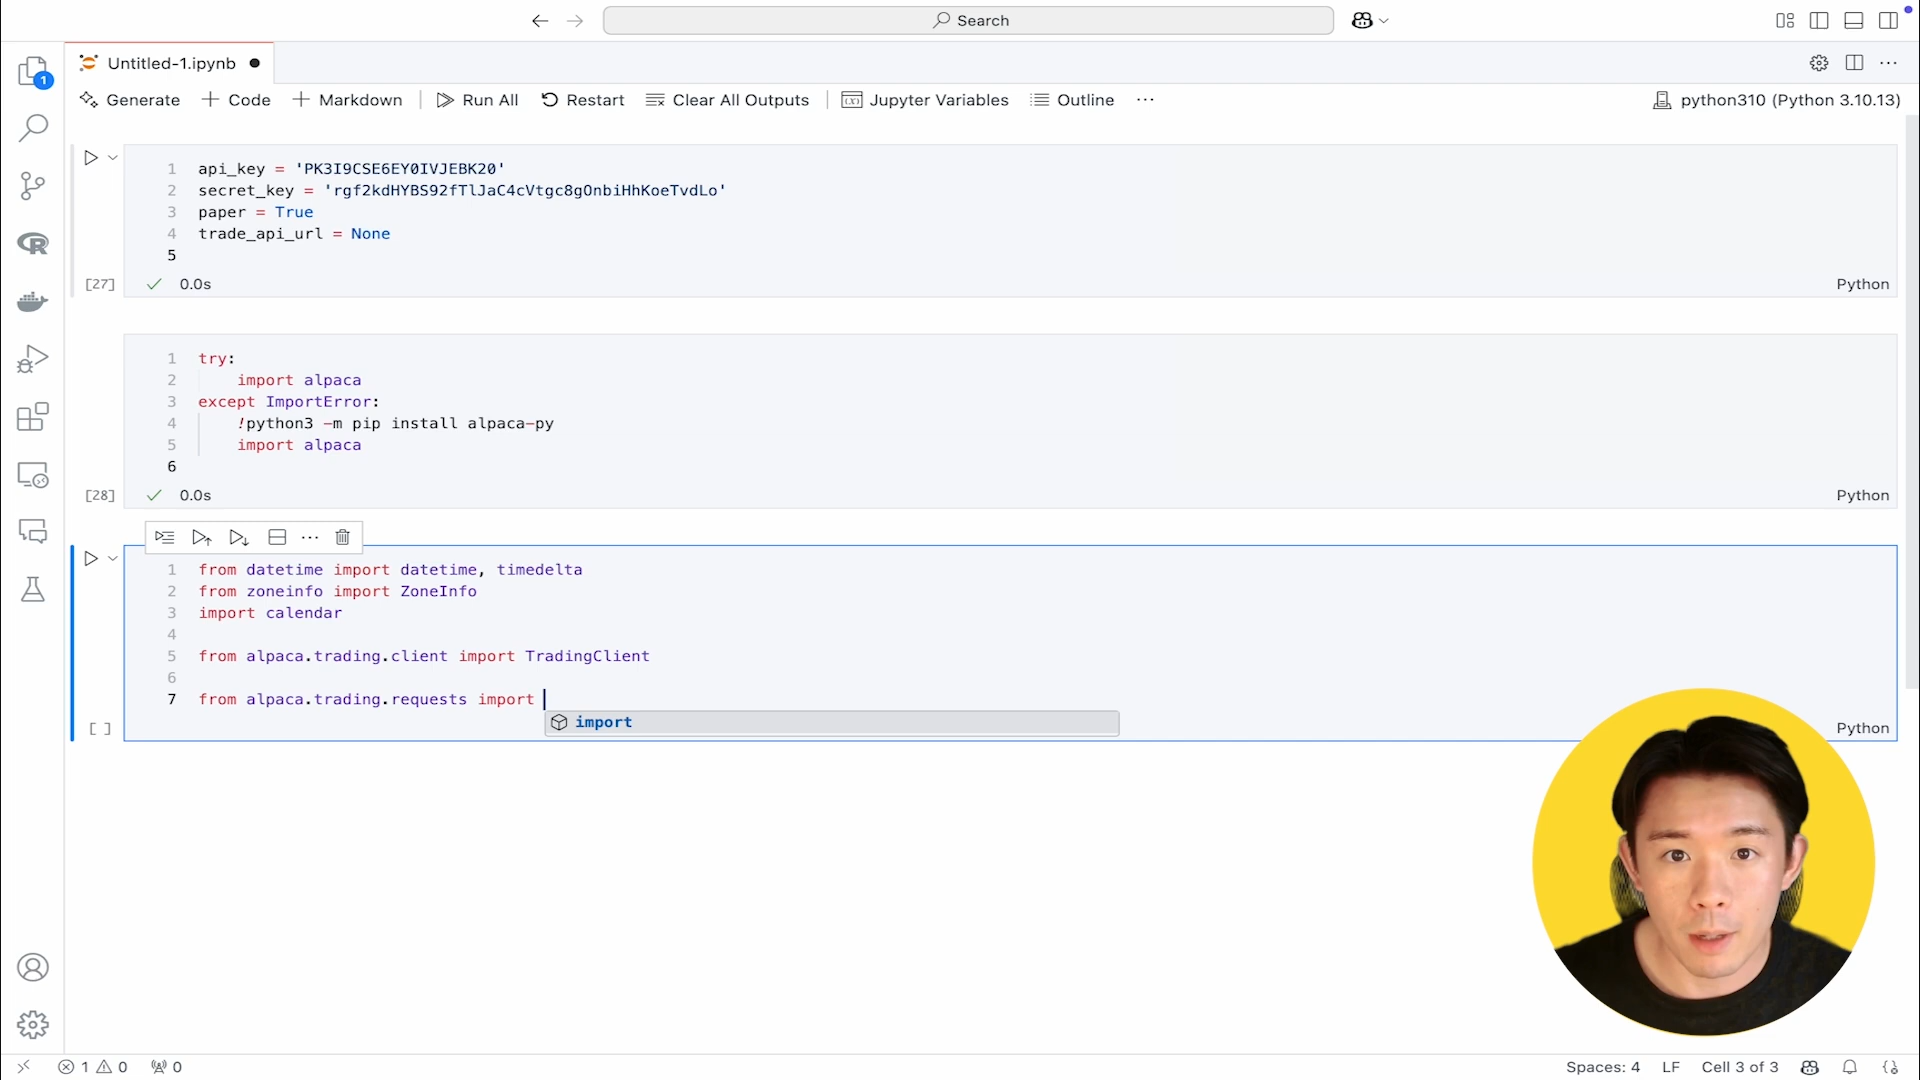 Search
1
Untitled-1.ipynb
Generate
Code
Markdown
Run All
Restart
Clear All Outputs
Jupyter Variables
Outline
python310 (Python 3.10.13)
1 api_key = 'PK3I9CSE6EY0IVJEBK20'
2 secret_key = 'rgf2kdHYBS92fTlJaC4cVtgc8gOnbiHhKoeTvdLo'
3 paper = True
4 trade_api_url = None
5
[27] 0.0s Python
1 try:
2 import alpaca
3 except ImportError:
4 !python3 -m pip install alpaca-py
5 import alpaca
6
[28] 0.0s Python
1 from datetime import datetime, timedelta
2 from zoneinfo import ZoneInfo
3 import calendar
4
5 from alpaca.trading.client import TradingClient
6
7 from alpaca.trading.requests import
import
[ ] Python
1 0 0 Spaces: 4 LF Cell 3 of 3